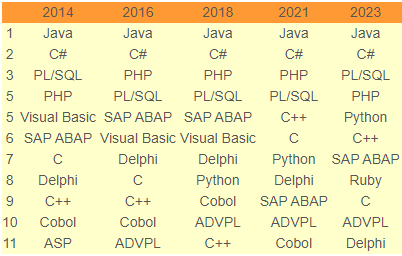 2014 2016 2018 2021 2023
1 Java Java Java Java Java
2 C# C# C# C# C#
3 PL/SQL PHP PHP PHP PL/SQL
5 PHP PL/SQL PL/SQL PL/SQL PHP
5 Visual Basic SAP ABAP SAP ABAP C++ Python
6 SAP ABAP Visual Basic Visual Basic C C++
7 C Delphi Delphi Python SAP ABAP
8 Delphi C Python Delphi Ruby
9 C++ C++ Cobol SAP ABAP C
10 Cobol Cobol ADVPL ADVPL ADVPL
11 ASP ADVPL C++ Cobol Delphi